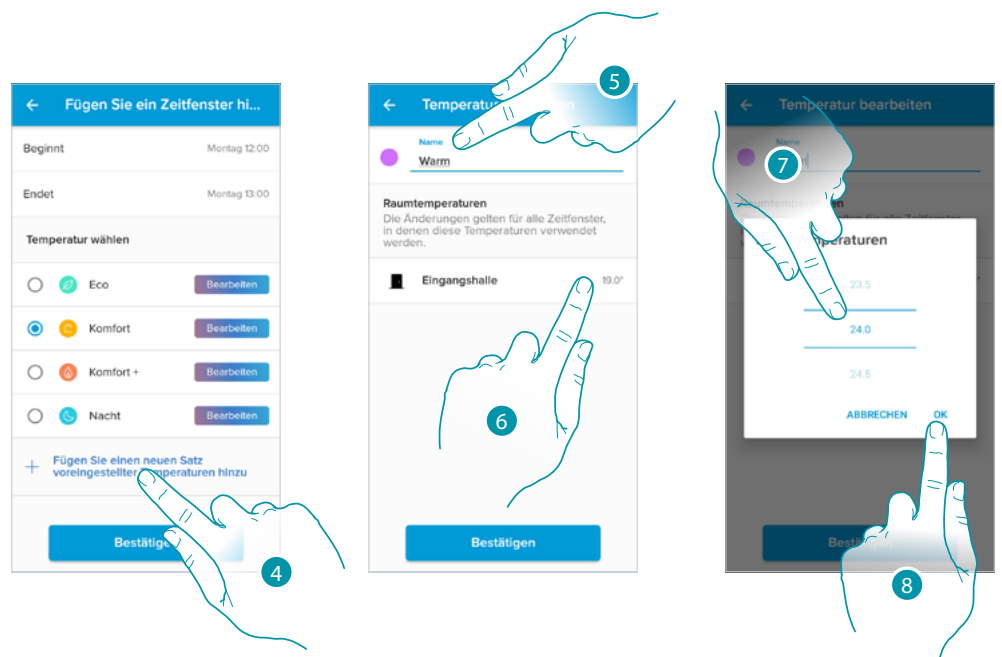 Fügen Sie ein Zeitfenster hi...
Beginnt Montag 12:00
Endet Montag 13:00
Temperatur wählen
Eco Bearbeiten
Komfort Bearbeiten
Komfort + Bearbeiten
Nacht Bearbeiten
+ Fügen Sie einen neuen Satz
voreingestellter Temperaturen hinzu
Bestätigen
4
5
Name
Warm
Raumtemperaturen
Die Änderungen gelten für alle Zeitfenster,
in denen diese Temperaturen verwendet
werden.
Eingangshalle 19.0°
6
Bestätigen
Temperatur bearbeiten
Name
7
23.5
24.0
24.5
ABBRECHEN OK
8